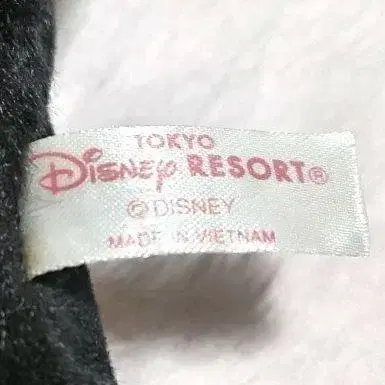 TOKYO
Disney RESORT®
©DISNEY
MADE IN VIETNAM